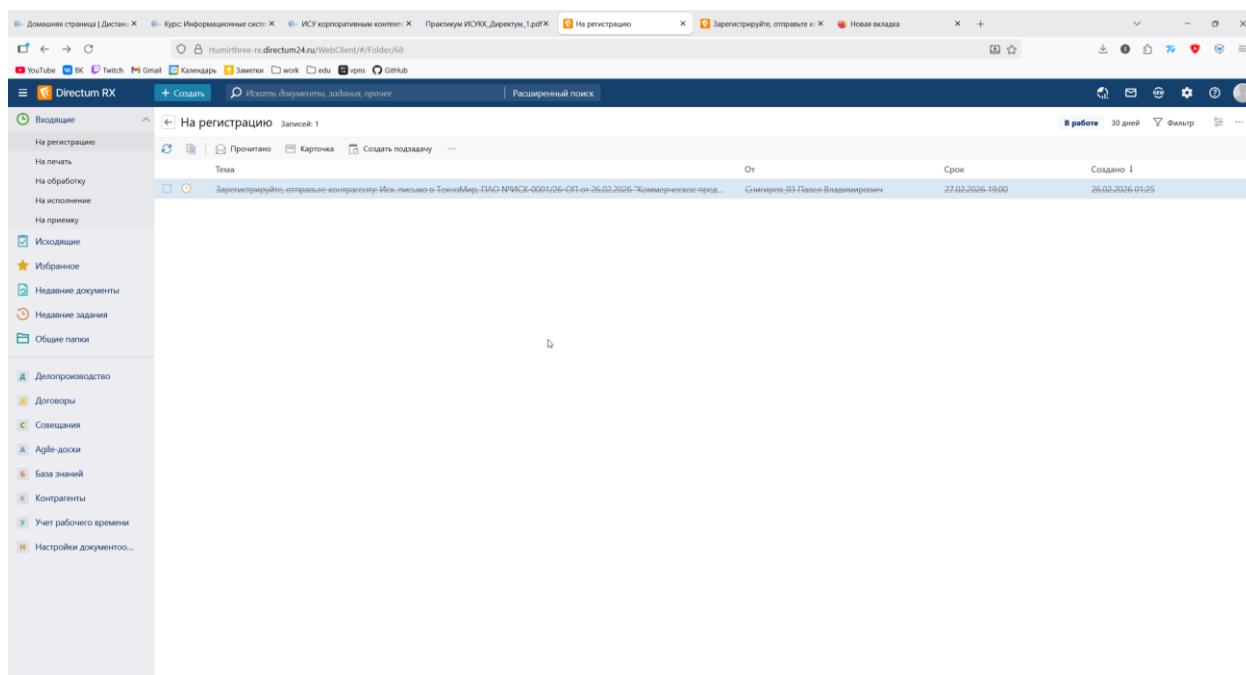 Домашняя страница | Дистанц
Курс: Информационные систе
ИСУ корпоративным контент
Практикум ИСУКК_Директум_1.pdf
На регистрацию
Зарегистрируйте, отправьте к
Новая вкладка
rtumirthree-rx.directum24.ru/WebClient/#/Folder/68
YouTube ВК Twitch Gmail Календарь Заметки work edu vpns GitHub
Directum RX
+ Создать
Искать документы, задания, прочее
Расширенный поиск
Входящие
На регистрацию
На печать
На обработку
На исполнение
На приемку
Исходящие
Избранное
Недавние документы
Недавние задания
Общие папки
Д Делопроизводство
Д Договоры
С Совещания
A Agile-доски
Б База знаний
К Контрагенты
У Учет рабочего времени
Н Настройки документоо...
На регистрацию Записей: 1
В работе 30 дней Фильтр
Прочитано Карточка Создать подзадачу ...
Тема От Срок Создано ↓
Зарегистрируйте, отправьте контрагенту: Исх. письмо в ТехноМир, ПАО №ИСХ-0001/26-ОП от 26.02.2026 "Коммерческое пред... Снигирев_03 Павел Владимирович 27.02.2026 19:00 26.02.2026 01:25